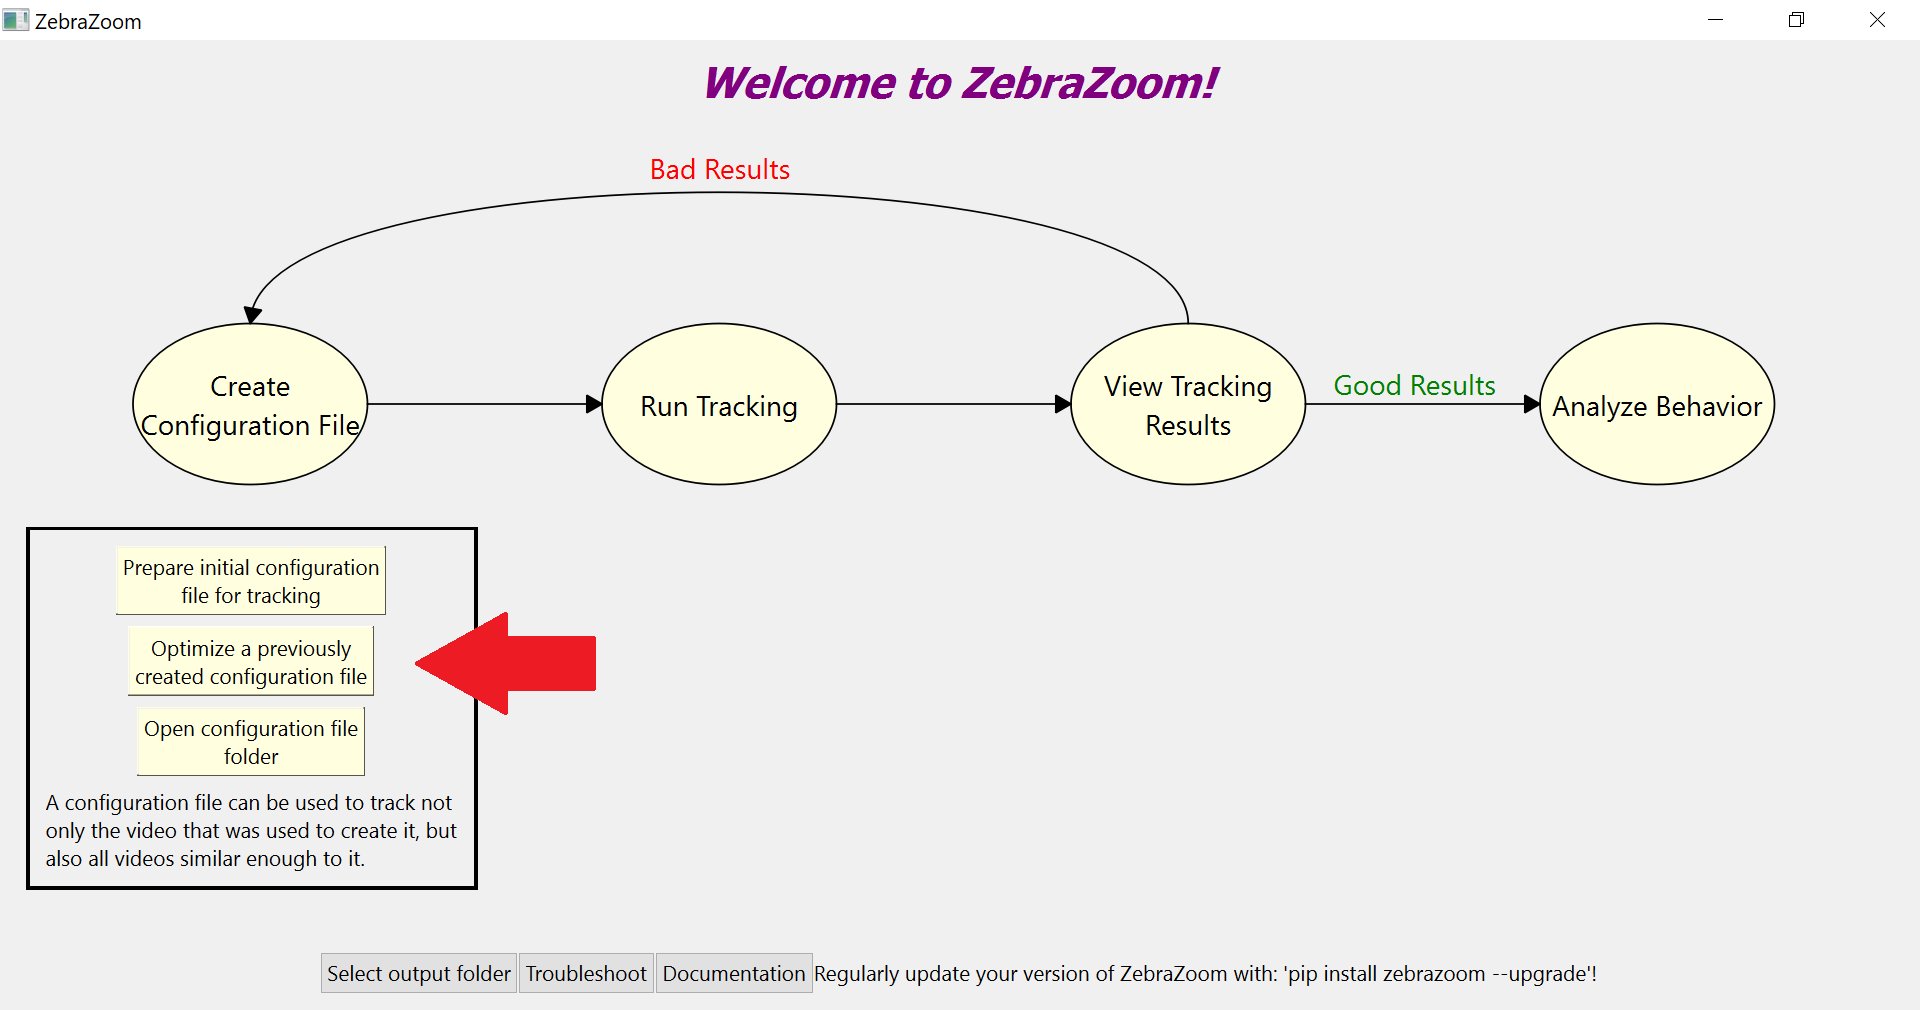 ZebraZoom
Welcome to ZebraZoom!
Bad Results
Create
Configuration File
Run Tracking
View Tracking
Results
Good Results
Analyze Behavior
Prepare initial configuration
file for tracking
Optimize a previously
created configuration file
Open configuration file
folder
A configuration file can be used to track not
only the video that was used to create it, but
also all videos similar enough to it.
Select output folder
Troubleshoot
Documentation
Regularly update your version of ZebraZoom with: 'pip install zebrazoom --upgrade'!